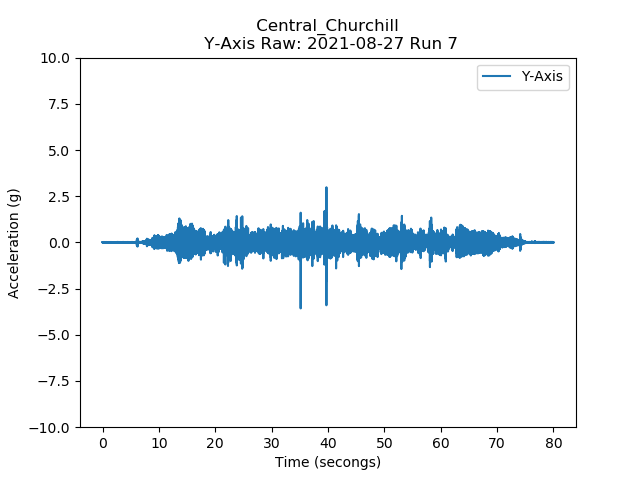 Central_Churchill
Y-Axis Raw: 2021-08-27 Run 7
Y-Axis
10.0
7.5
5.0
2.5
0.0
−2.5
−5.0
−7.5
−10.0
Acceleration (g)
0 10 20 30 40 50 60 70 80
Time (secongs)